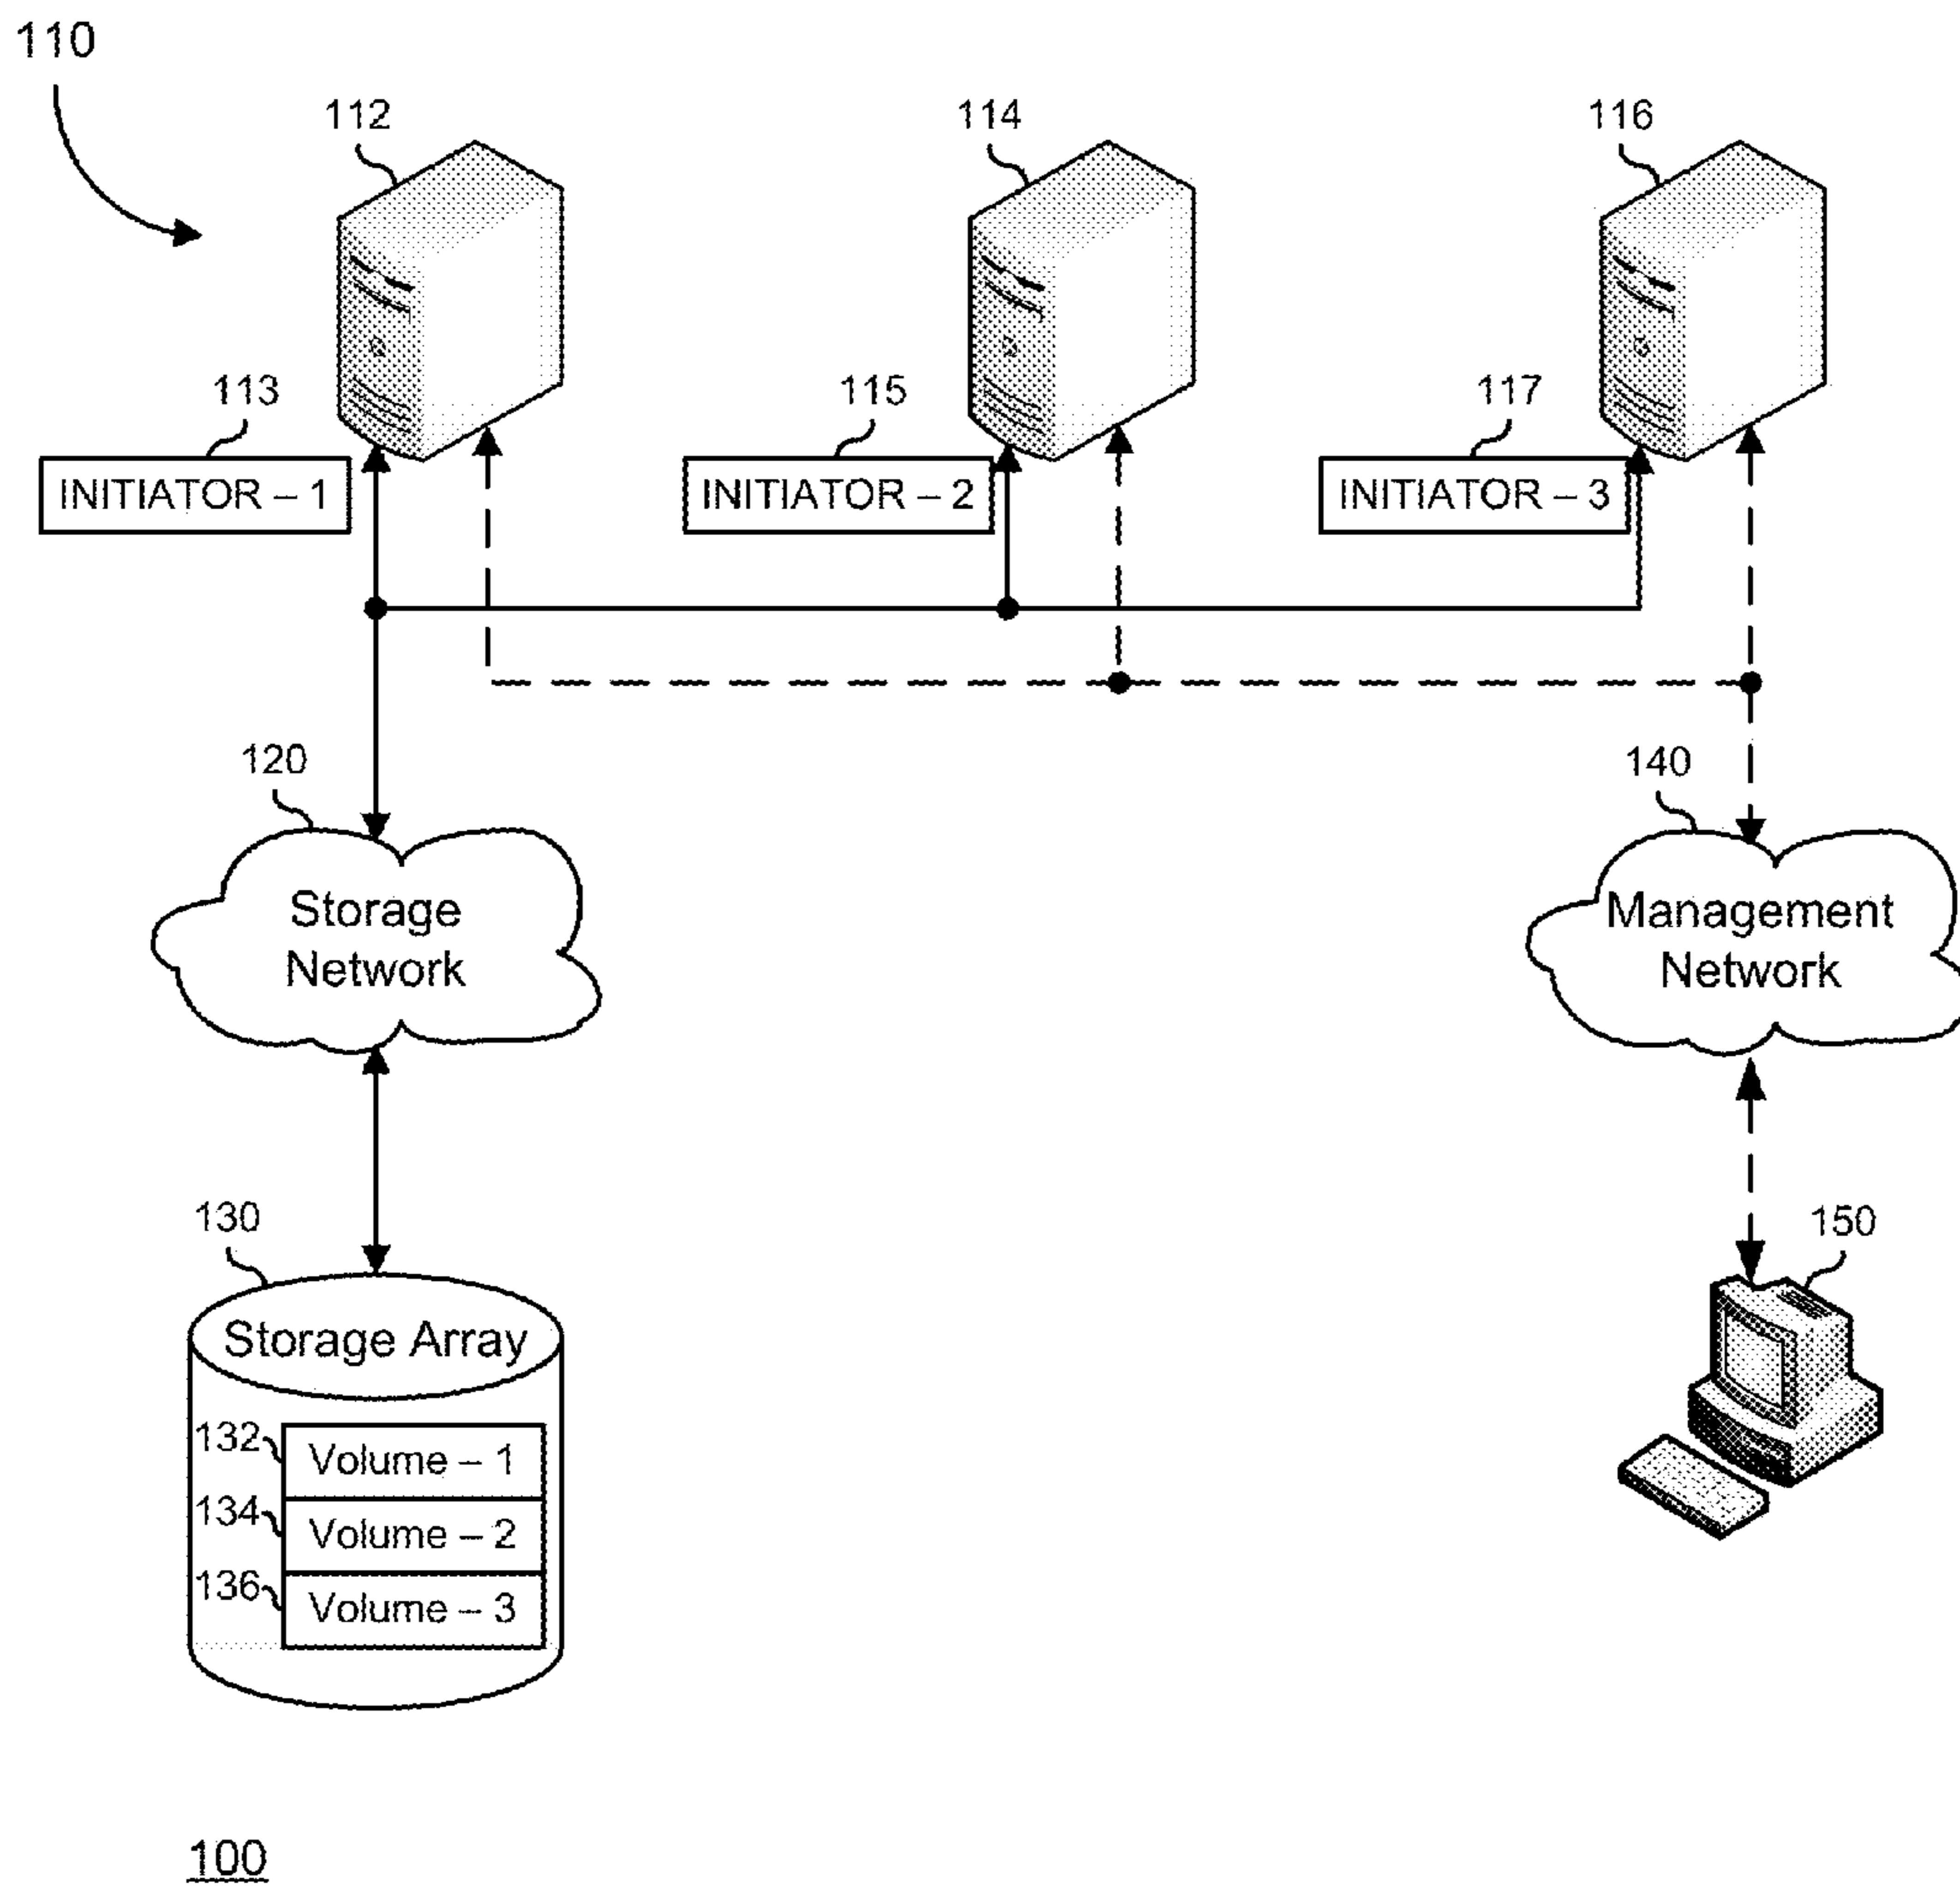 110
112
114
116
113
115
117
INITIATOR – 1
INITIATOR – 2
INITIATOR – 3
120
140
Storage
Network
Management
Network
130
150
Storage Array
132
Volume – 1
134
Volume – 2
136
Volume – 3
100